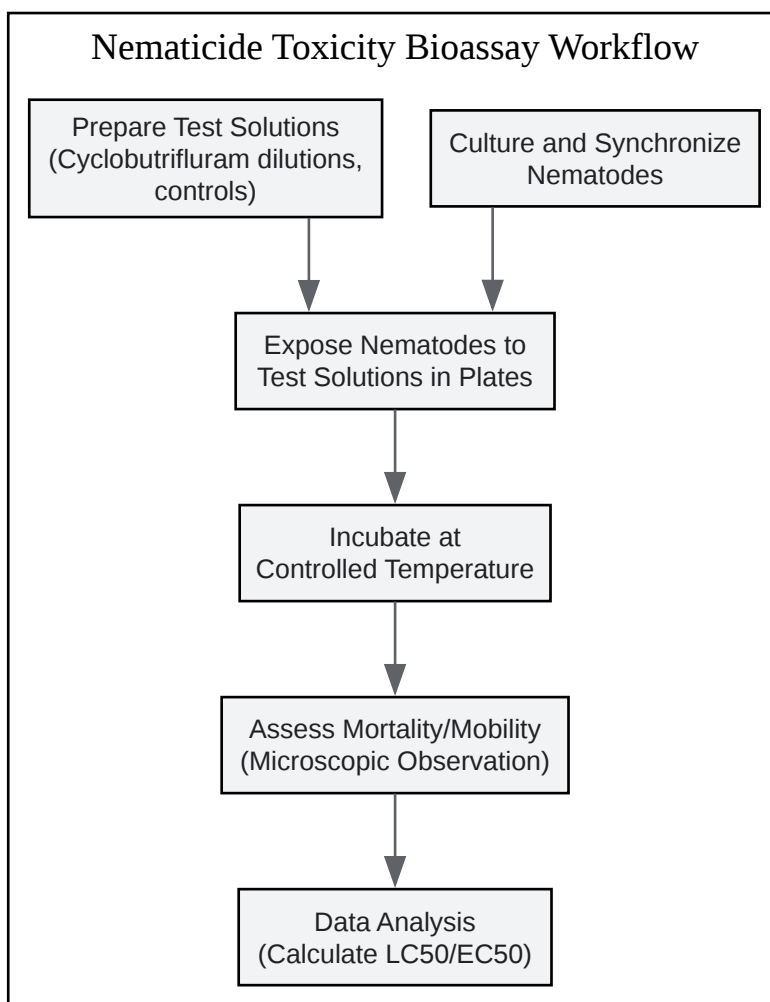 Nematicide Toxicity Bioassay Workflow
Prepare Test Solutions
(Cyclobutrifluram dilutions,
controls)
Culture and Synchronize
Nematodes
Expose Nematodes to
Test Solutions in Plates
Incubate at
Controlled Temperature
Assess Mortality/Mobility
(Microscopic Observation)
Data Analysis
(Calculate LC50/EC50)